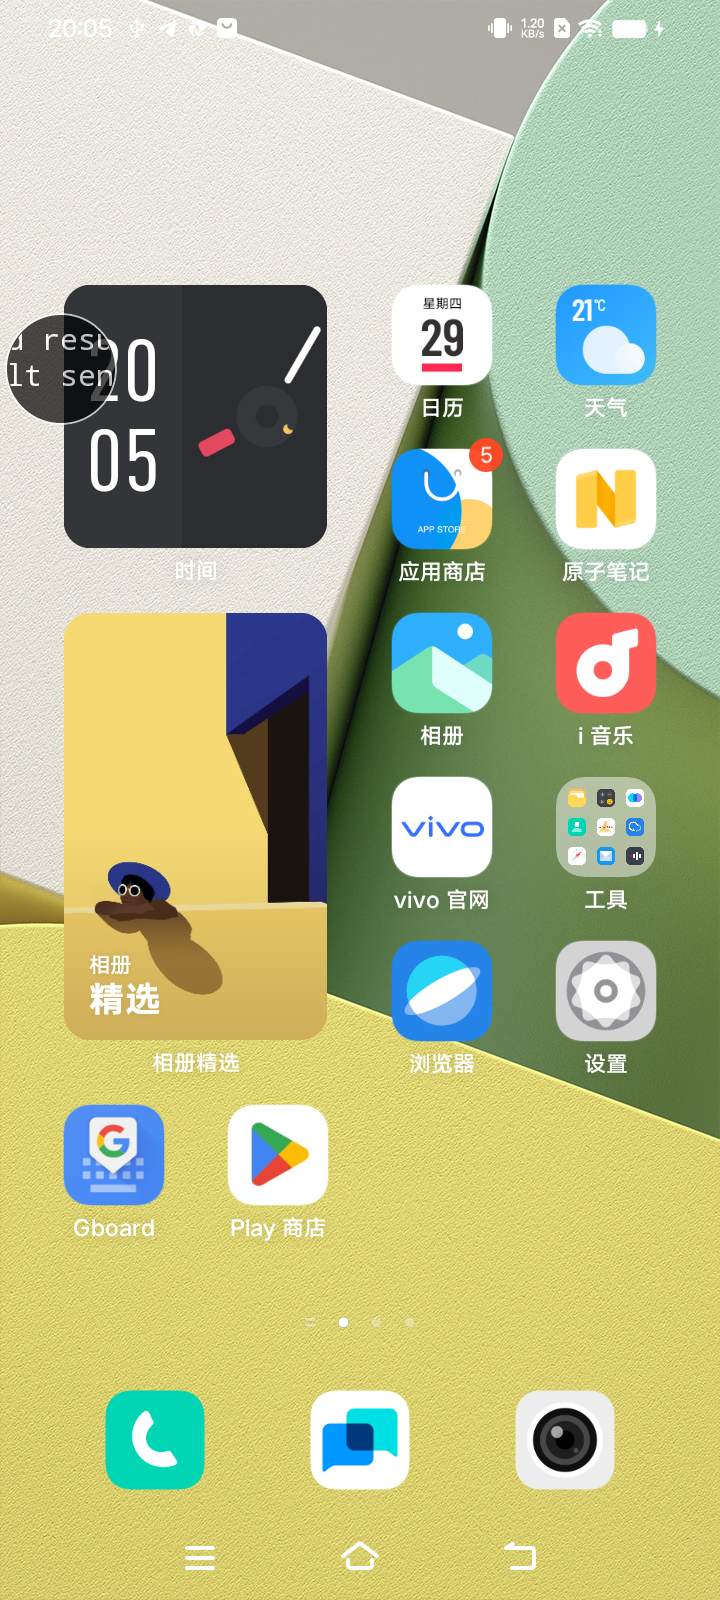 20:05
1.20
KB/s
d resu
lt sen
20
05
时间
星期四
29
日历
21℃
天气
5
APP STORE
应用商店
原子笔记
相册
i 音乐
vivo
vivo 官网
工具
相册
精选
相册精选
浏览器
设置
Gboard
Play 商店